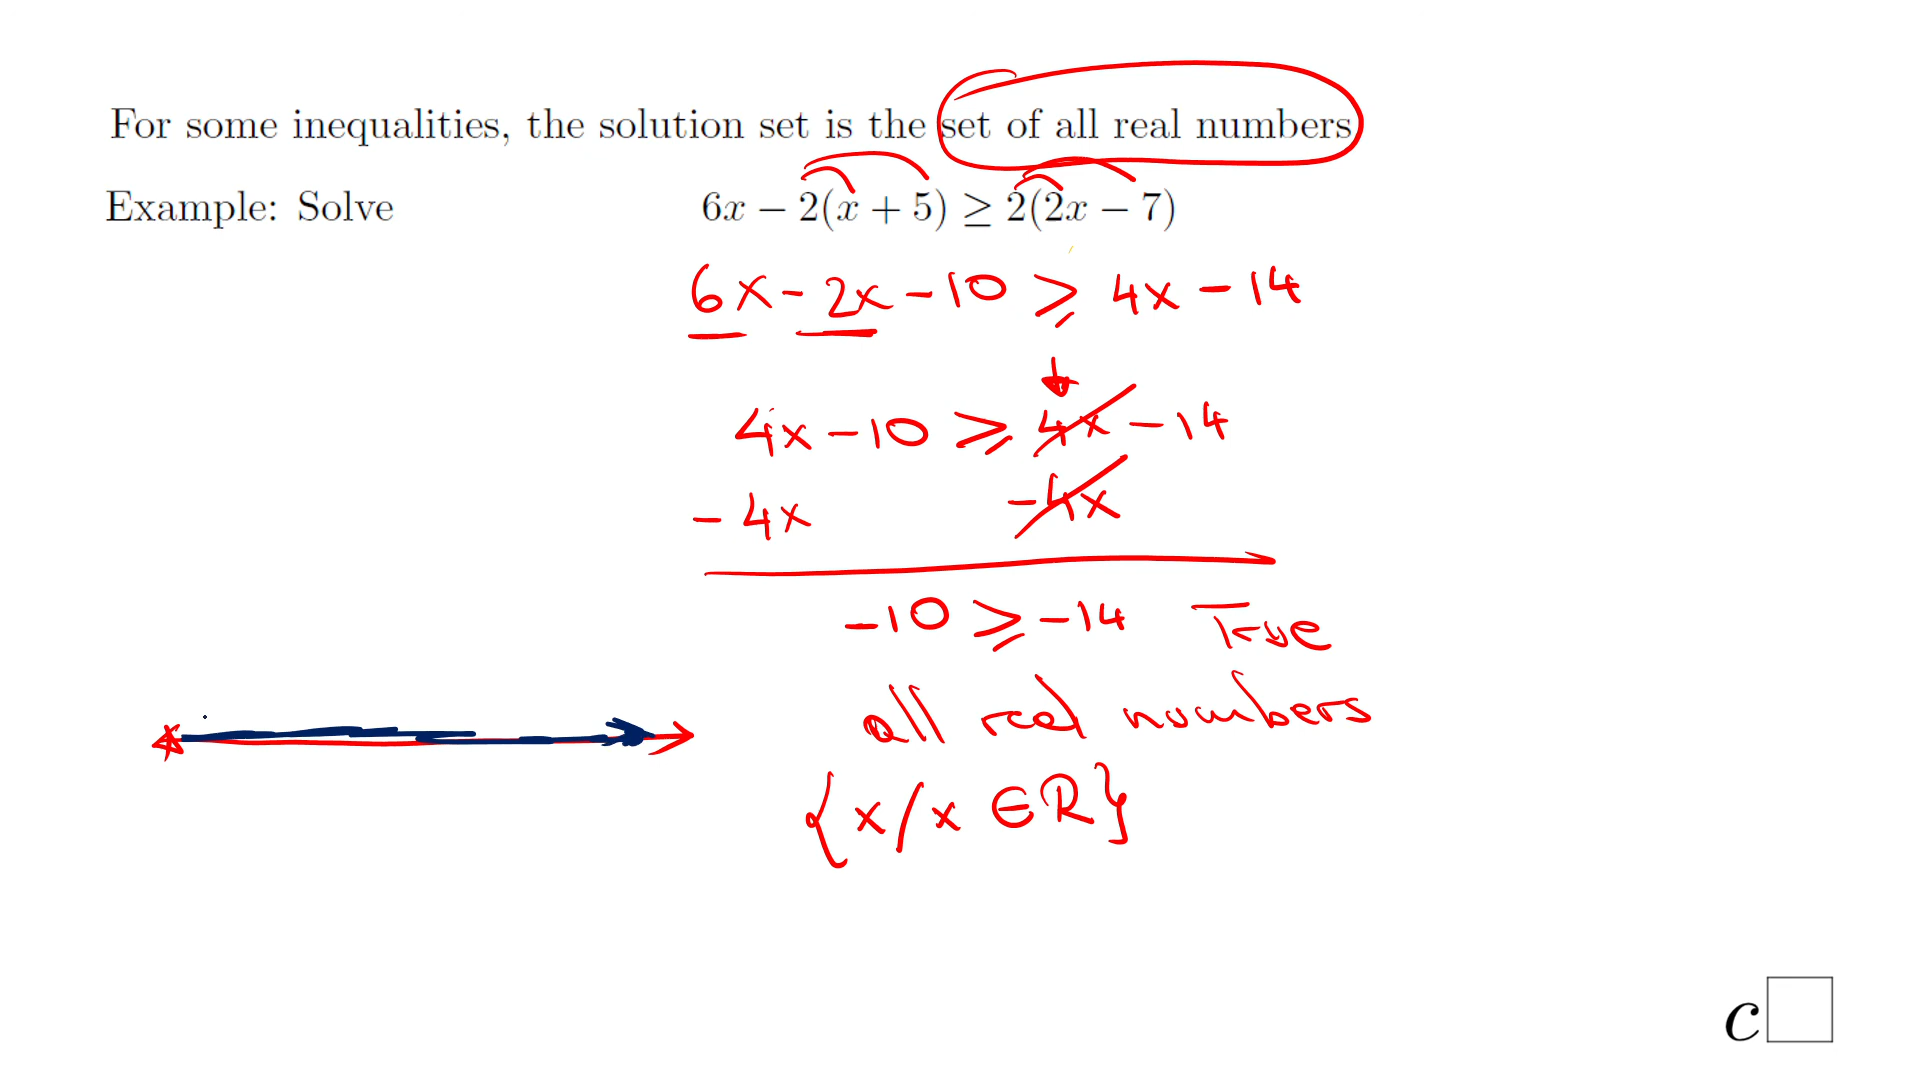 For some inequalities, the solution set is the set of all real numbers.
Example: Solve 6x − 2(x + 5) ≥ 2(2x − 7)
6x - 2x - 10 ≥ 4x - 14
4x - 10 ≥ 4x - 14
- 4x - 4x
-10 ≥ -14 True
all real numbers
{x/x ∈ R}
c